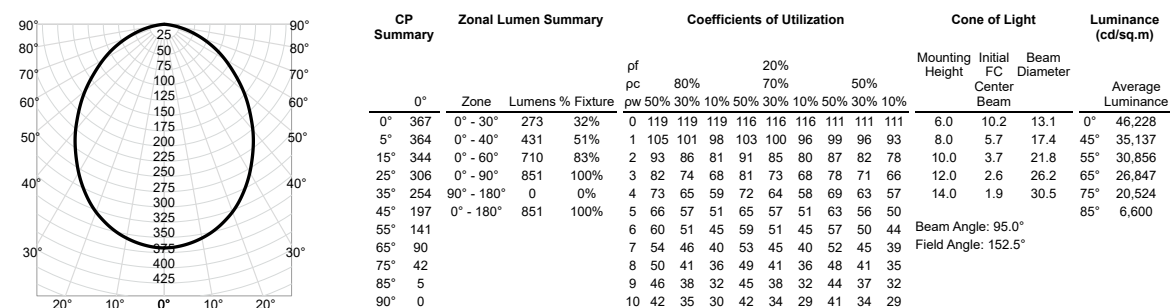 90° 90°
80° 80°
70° 70°
60° 60°
50° 50°
40° 40°
30° 30°
20° 10° 0° 10° 20°
25
50
75
100
125
150
175
200
225
250
275
300
325
350
375
400
425
CP Summary
0°
0° 367
5° 364
15° 344
25° 306
35° 254
45° 197
55° 141
65° 90
75° 42
85° 5
90° 0
Zonal Lumen Summary
Zone Lumens % Fixture
0° - 30° 273 32%
0° - 40° 431 51%
0° - 60° 710 83%
0° - 90° 851 100%
90° - 180° 0 0%
0° - 180° 851 100%
Coefficients of Utilization
ρf 20%
ρc 80% 70% 50%
ρw 50% 30% 10% 50% 30% 10% 50% 30% 10%
0 119 119 119 116 116 116 111 111 111
1 105 101 98 103 100 96 99 96 93
2 93 86 81 91 85 80 87 82 78
3 82 74 68 81 73 68 78 71 66
4 73 65 59 72 64 58 69 63 57
5 66 57 51 65 57 51 63 56 50
6 60 51 45 59 51 45 57 50 44
7 54 46 40 53 45 40 52 45 39
8 50 41 36 49 41 36 48 41 35
9 46 38 32 45 38 32 44 37 32
10 42 35 30 42 34 29 41 34 29
Cone of Light
Mounting Height Initial FC Center Beam Beam Diameter
6.0 10.2 13.1
8.0 5.7 17.4
10.0 3.7 21.8
12.0 2.6 26.2
14.0 1.9 30.5
Beam Angle: 95.0°
Field Angle: 152.5°
Luminance (cd/sq.m)
Average Luminance
0° 46,228
45° 35,137
55° 30,856
65° 26,847
75° 20,524
85° 6,600